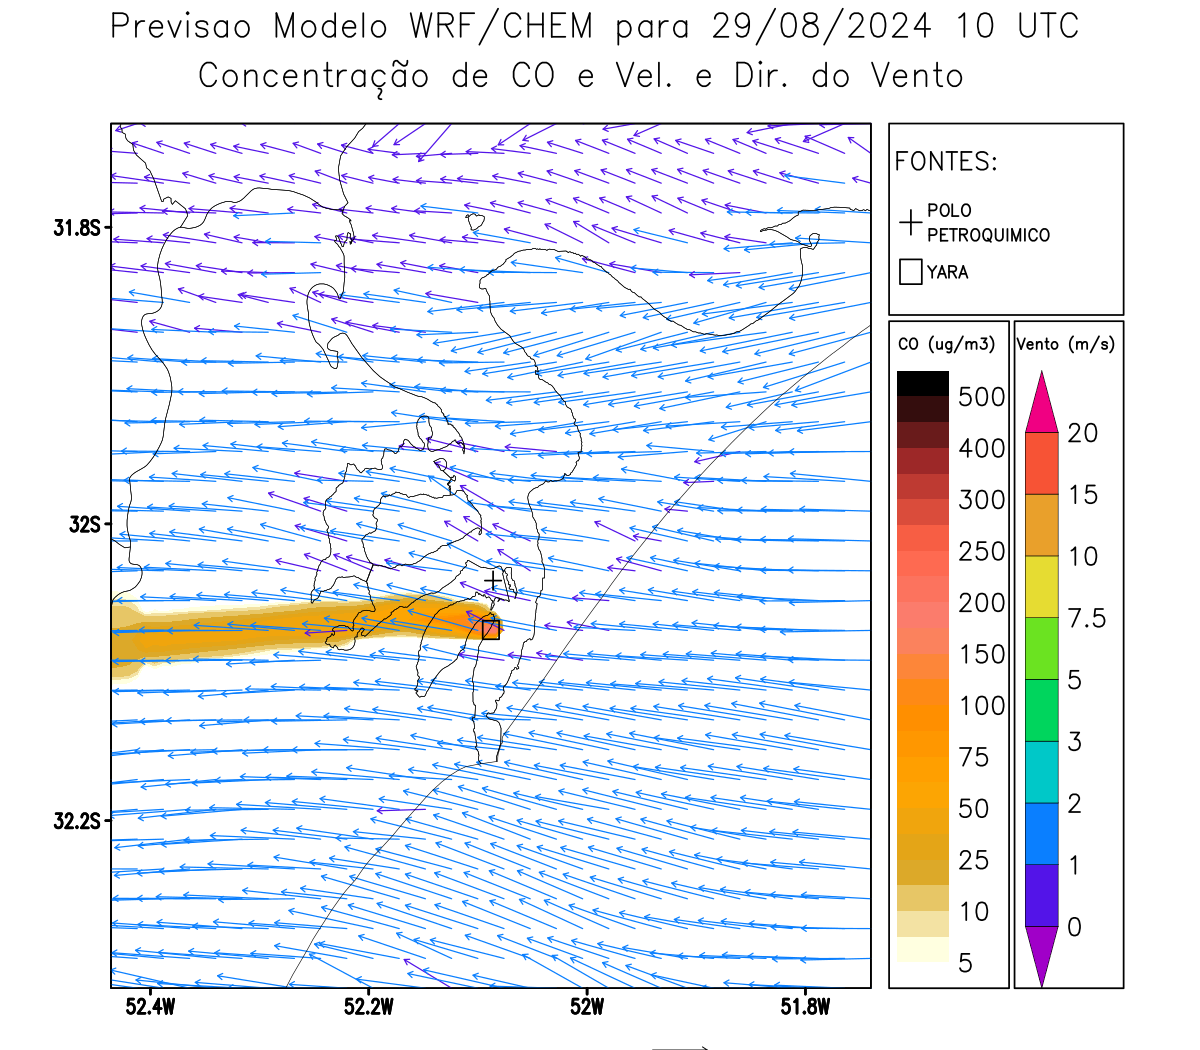 Previsao Modelo WRF/CHEM para 29/08/2024 10 UTC
Concentração de CO e Vel. e Dir. do Vento
FONTES:
POLO
PETROQUIMICO
YARA
CO (ug/m3)
500
400
300
250
200
150
100
75
50
25
10
5
Vento (m/s)
20
15
10
7.5
5
3
2
1
0
31.8S
32S
32.2S
52.4W
52.2W
52W
51.8W